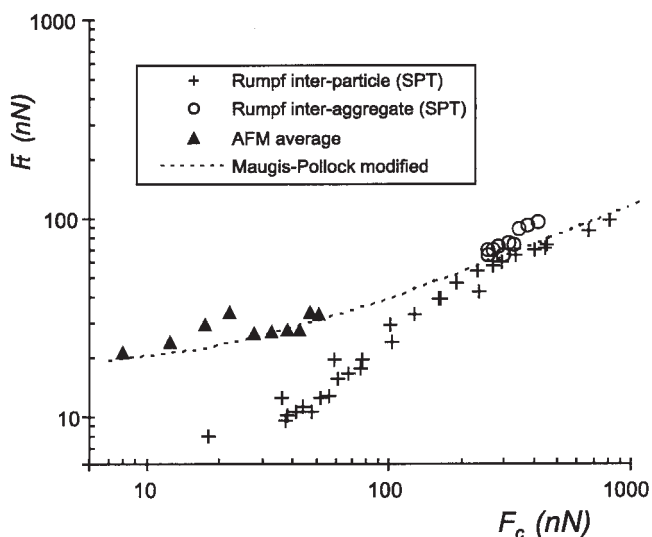 1000
100
10
Ft (nN)
Rumpf inter-particle (SPT)
Rumpf inter-aggregate (SPT)
AFM average
Maugis-Pollock modified
10
100
1000
F_c (nN)